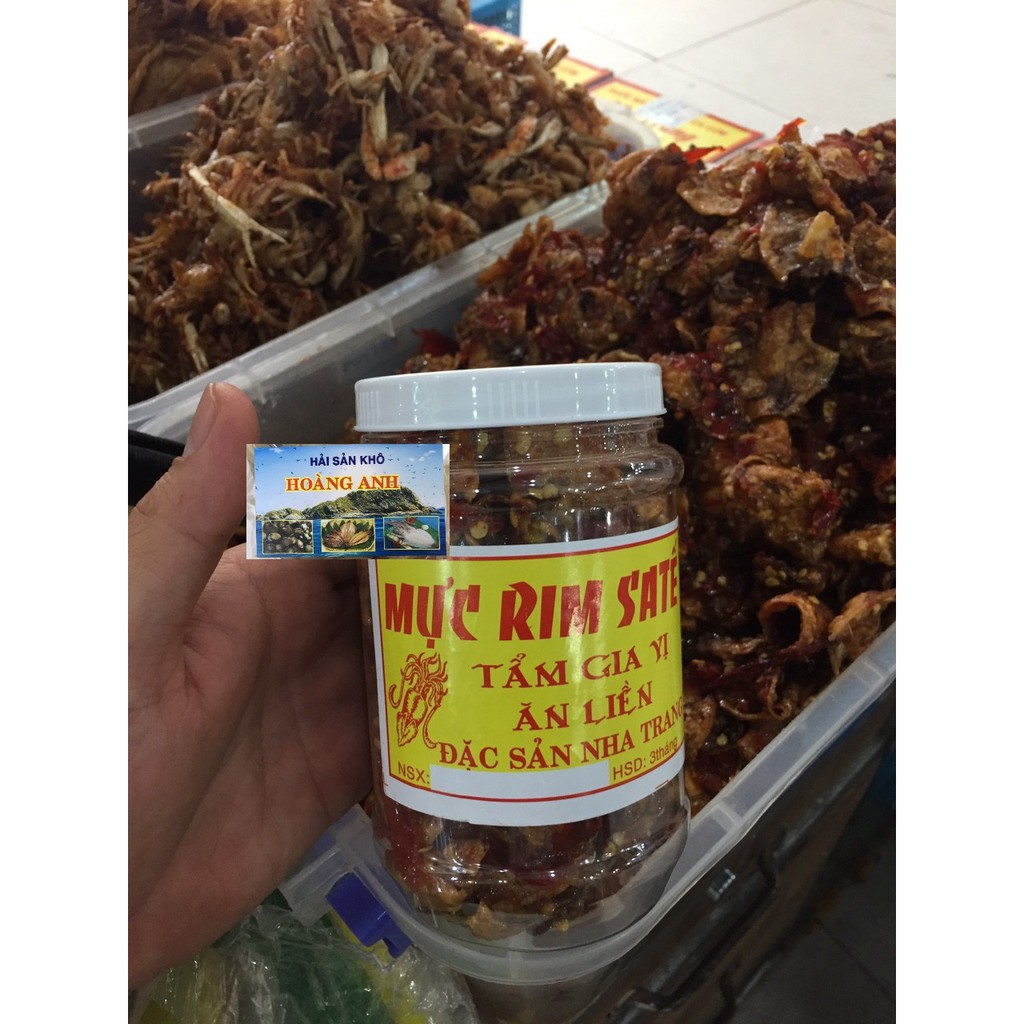 HẢI SẢN KHÔ
HOÀNG ANH
MỰC RIM SATẾ
TẨM GIA VỊ
ĂN LIỀN
ĐẶC SẢN NHA TRANG
NSX:
HSD: 3tháng